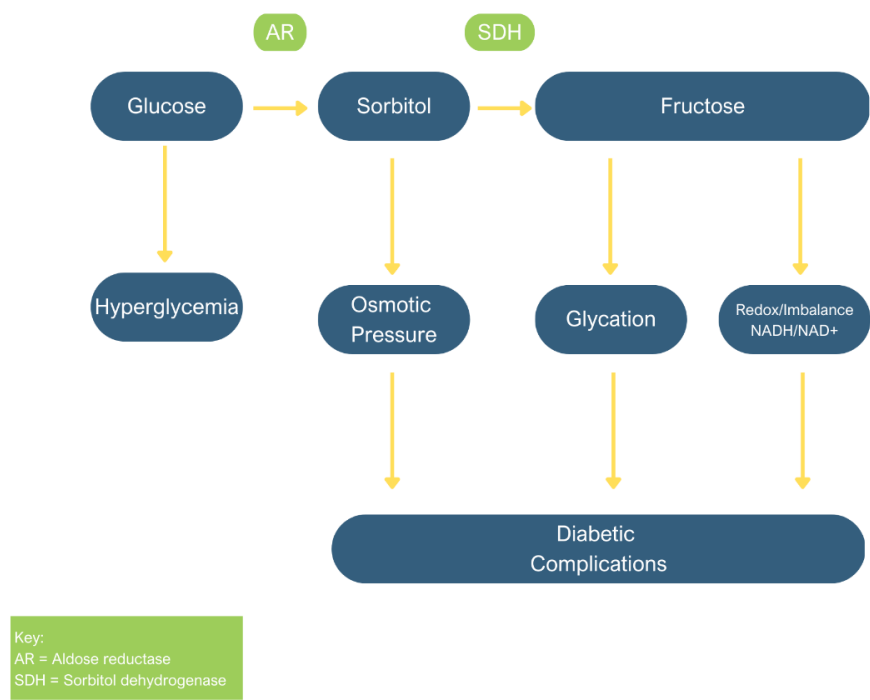 AR
SDH
Glucose
Sorbitol
Fructose
Hyperglycemia
Osmotic
Pressure
Glycation
Redox/Imbalance
NADH/NAD+
Diabetic
Complications
Key:
AR = Aldose reductase
SDH = Sorbitol dehydrogenase